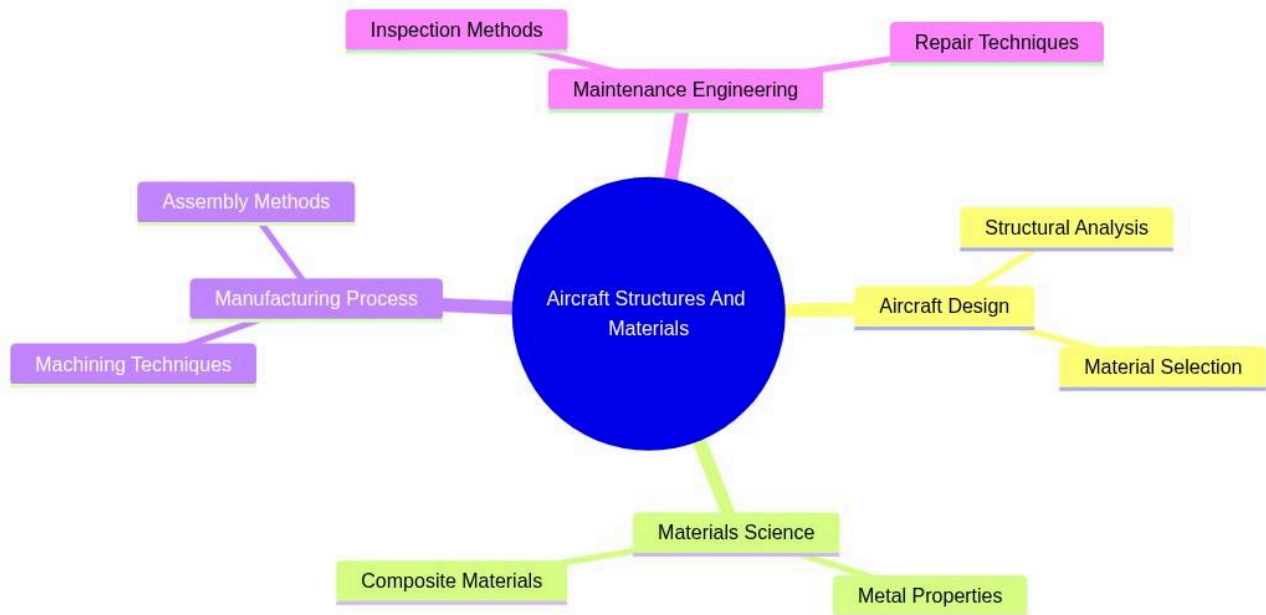 Inspection Methods
Repair Techniques
Maintenance Engineering
Assembly Methods
Structural Analysis
Manufacturing Process
Aircraft Structures And
Materials
Aircraft Design
Machining Techniques
Material Selection
Materials Science
Composite Materials
Metal Properties